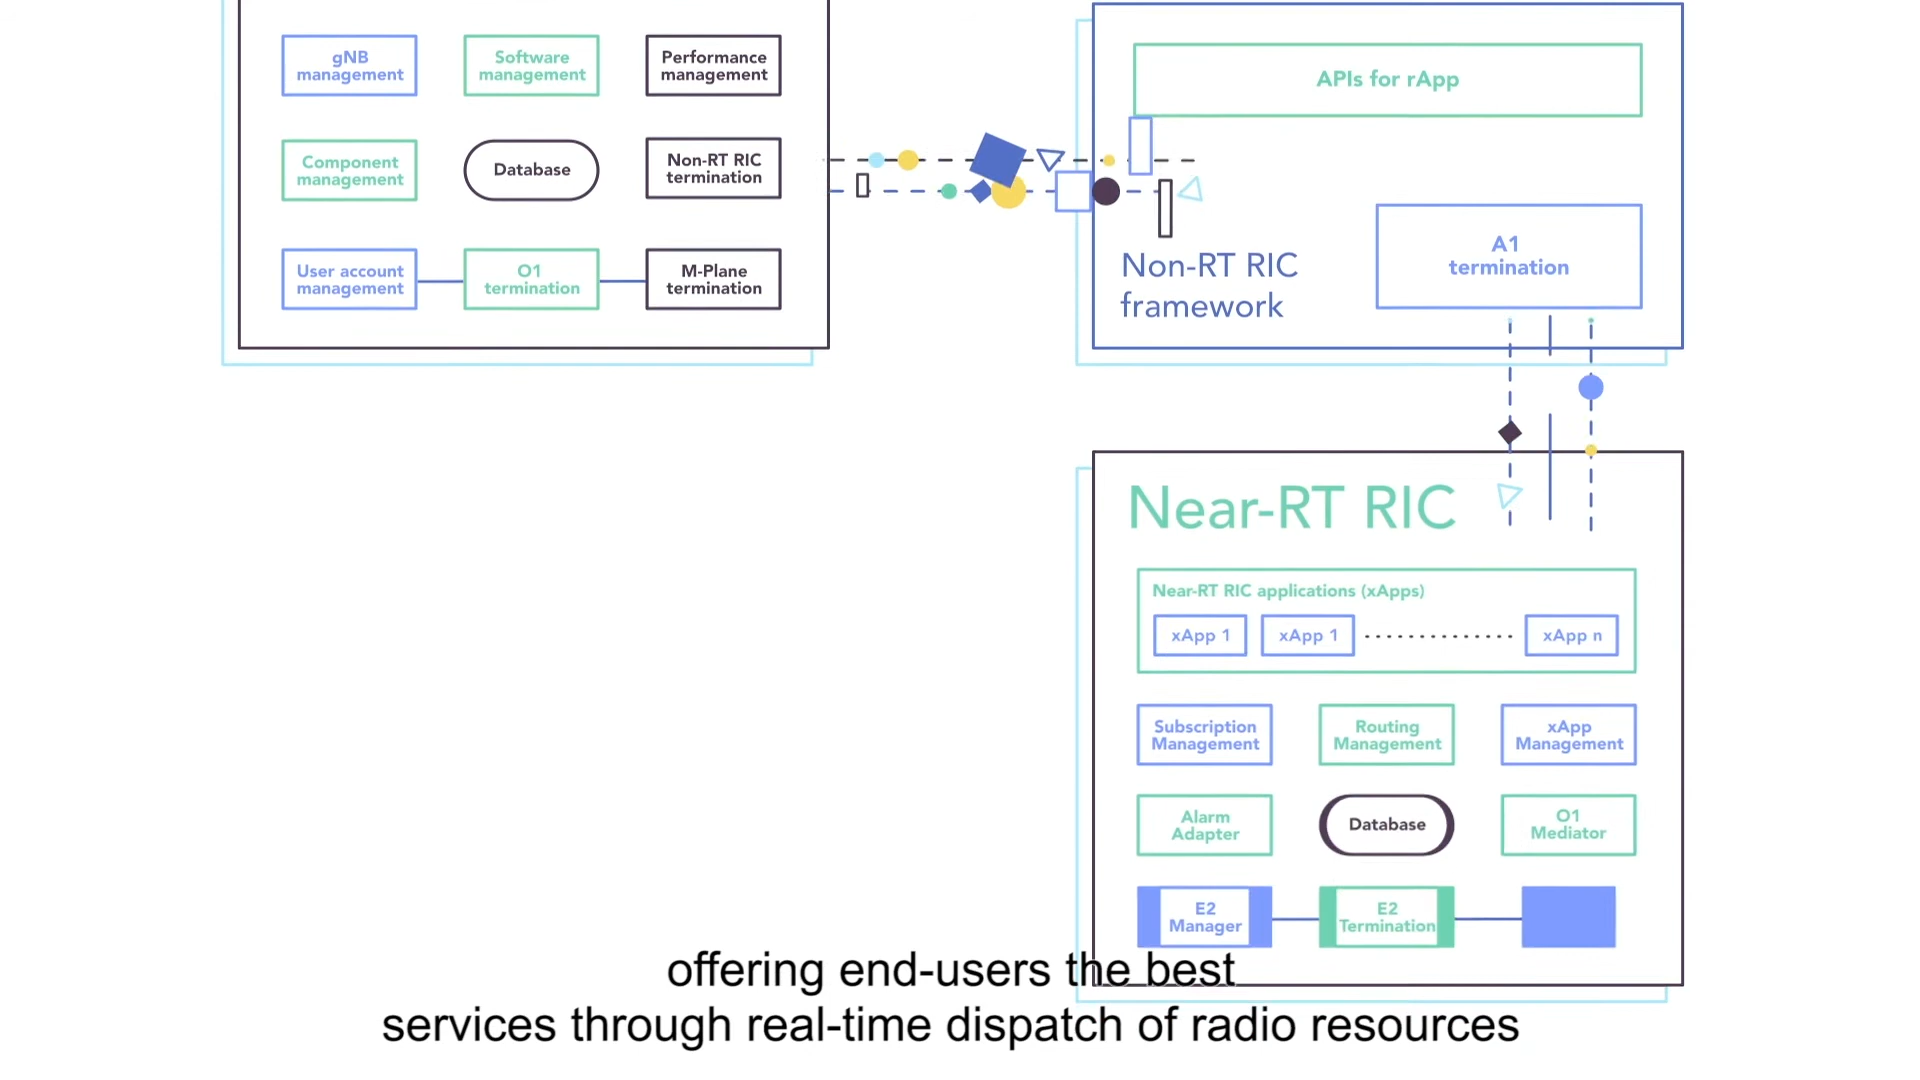 gNB
management
Software
management
Performance
management
Component
management
Database
Non-RT RIC
termination
User account
management
O1
termination
M-Plane
termination
APIs for rApp
Non-RT RIC
framework
A1
termination
Near-RT RIC
Near-RT RIC applications (xApps)
xApp 1
xApp 1
xApp n
Subscription
Management
Routing
Management
xApp
Management
Alarm
Adapter
Database
O1
Mediator
E2
Manager
E2
Termination
offering end-users the best
services through real-time dispatch of radio resources